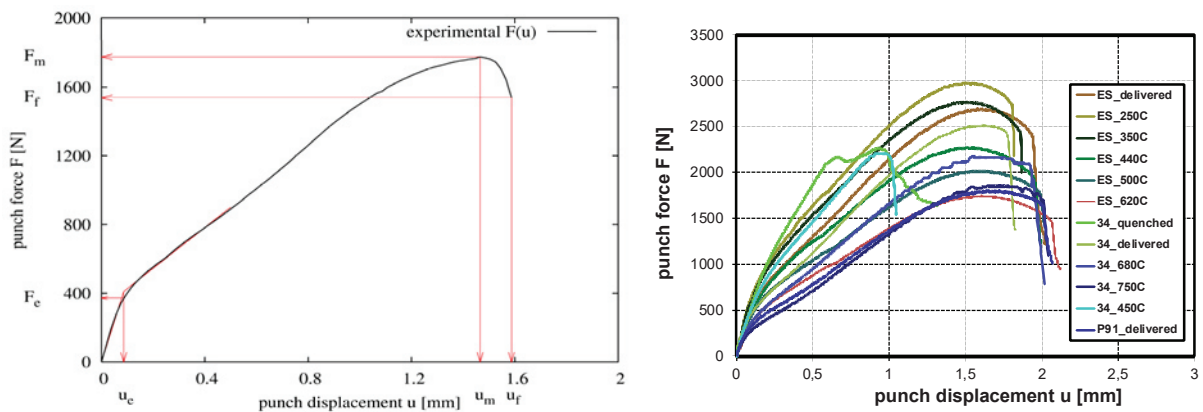 2000
1600
1200
800
400
0
F_m
F_f
F_e
punch force F [N]
experimental F(u)
0
0.4
0.8
1.2
1.6
2
u_e
punch displacement u [mm]
u_m
u_f
3500
3000
2500
2000
1500
1000
500
0
punch force F [N]
ES_delivered
ES_250C
ES_350C
ES_440C
ES_500C
ES_620C
34_quenched
34_delivered
34_680C
34_750C
34_450C
P91_delivered
0
0,5
1
1,5
2
2,5
3
punch displacement u [mm]